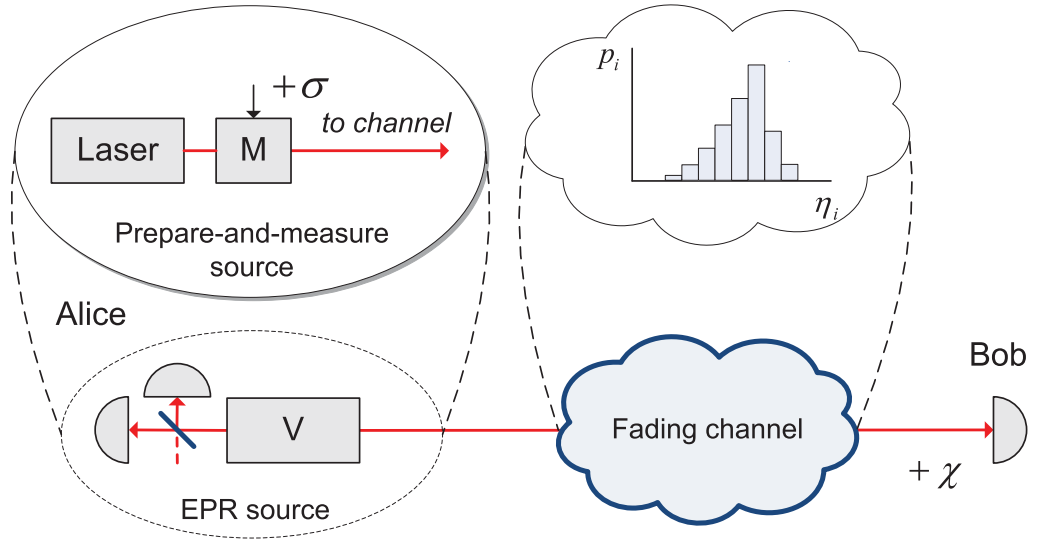 +σ
Laser
M
to channel
Prepare-and-measure
source
p_i
η_i
Alice
Bob
V
Fading channel
+ χ
EPR source